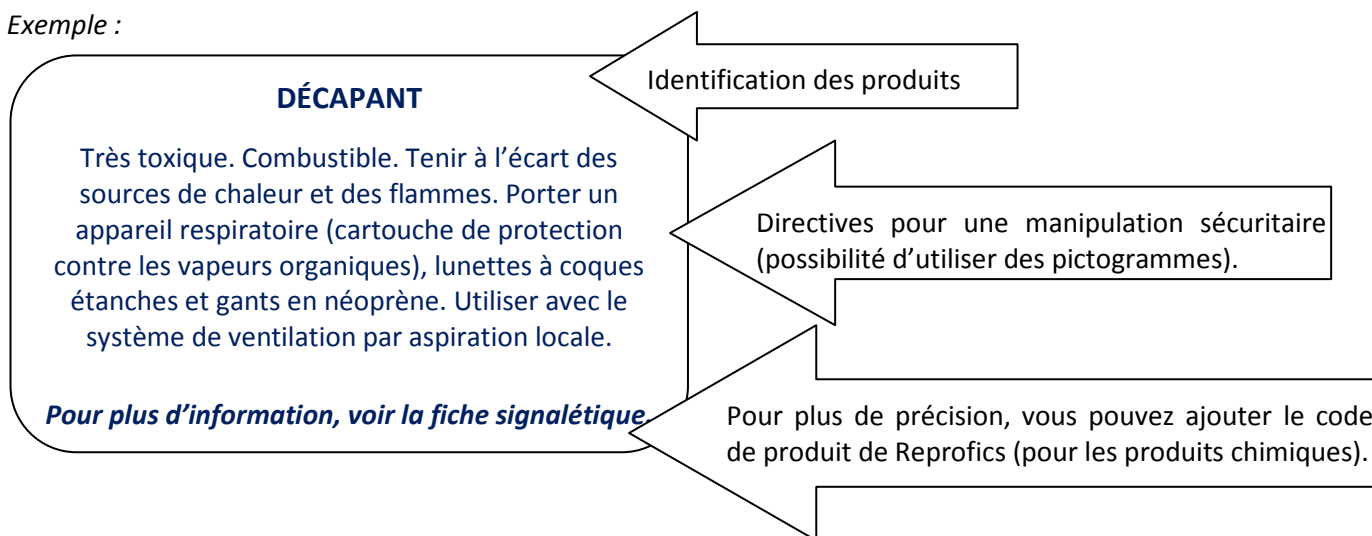 Exemple :
DÉCAPANT
Très toxique. Combustible. Tenir à l’écart des
sources de chaleur et des flammes. Porter un
appareil respiratoire (cartouche de protection
contre les vapeurs organiques), lunettes à coques
étanches et gants en néoprène. Utiliser avec le
système de ventilation par aspiration locale.
Pour plus d’information, voir la fiche signalétique.
Identification des produits
Directives pour une manipulation sécuritaire
(possibilité d’utiliser des pictogrammes).
Pour plus de précision, vous pouvez ajouter le code
de produit de Reprofics (pour les produits chimiques).